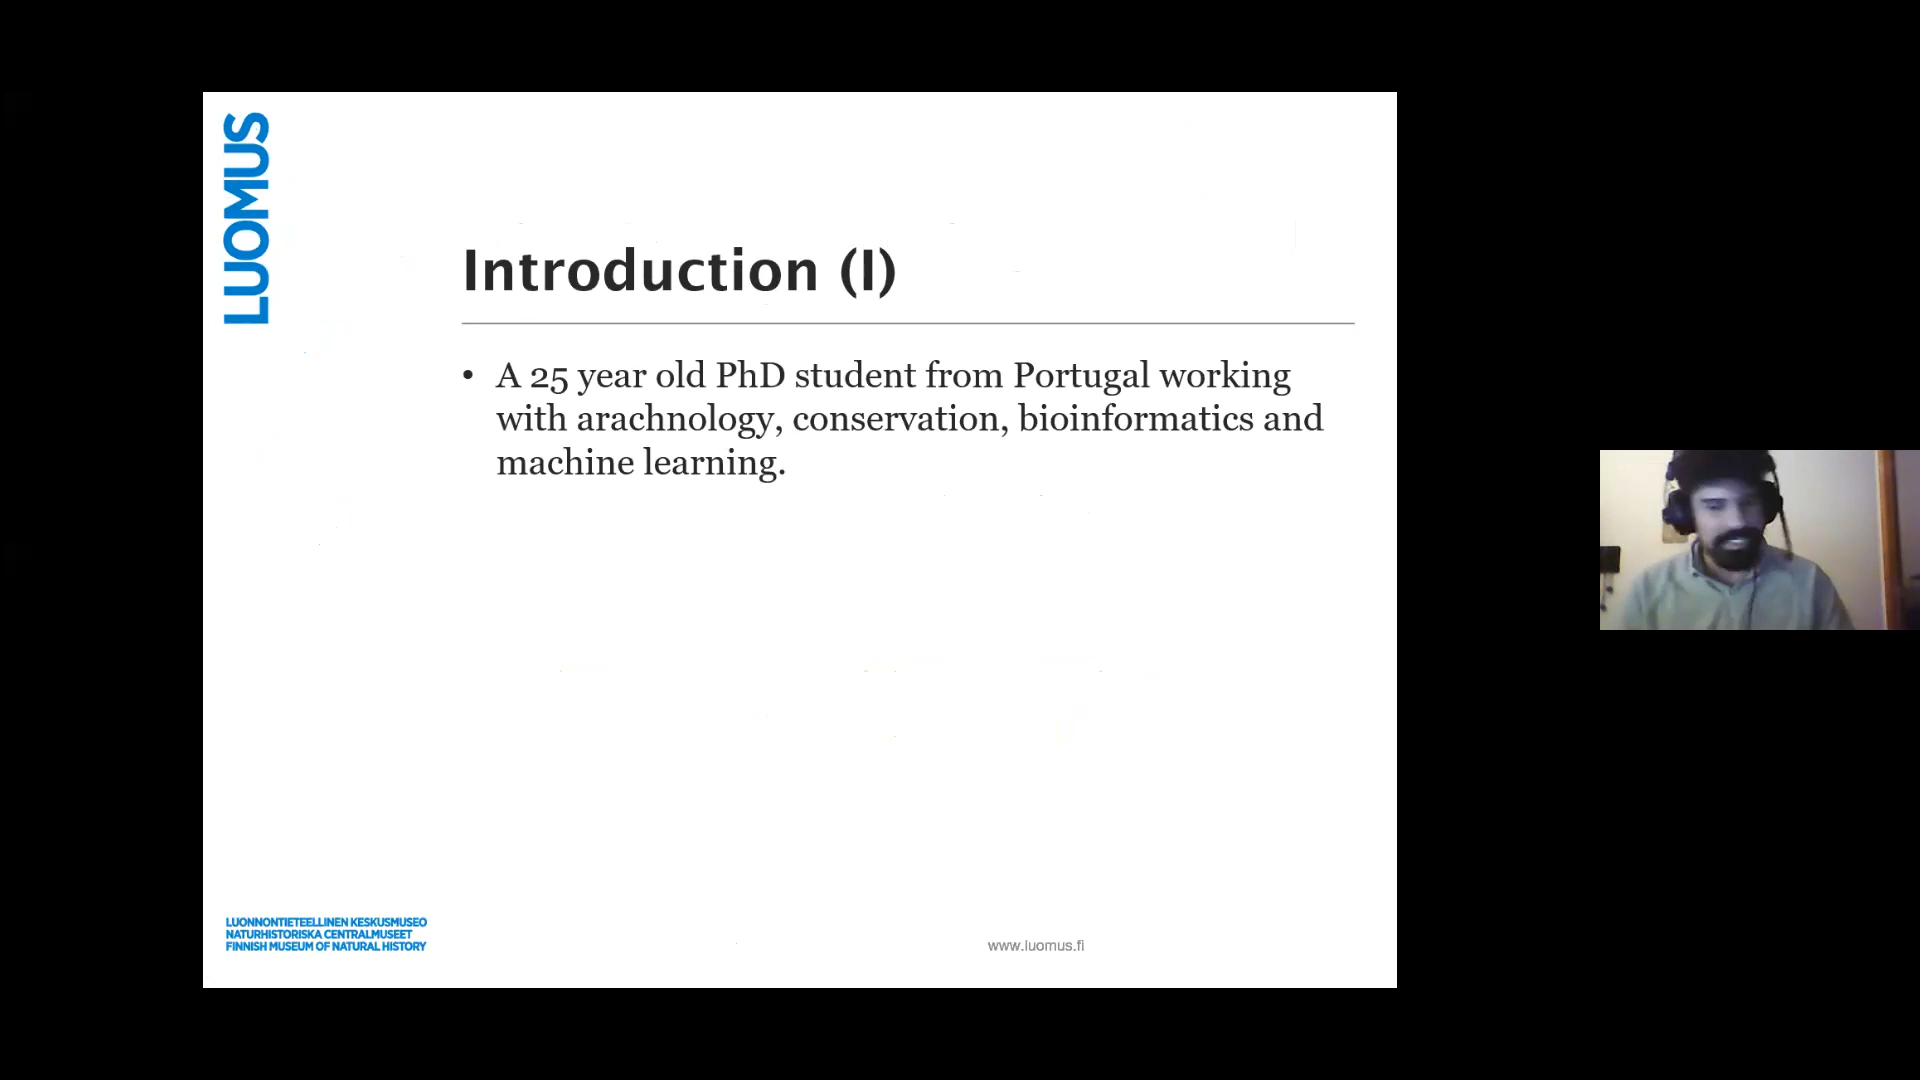 LUOMUS
Introduction (I)
• A 25 year old PhD student from Portugal working
with arachnology, conservation, bioinformatics and
machine learning.
LUONNONTIETEELLINEN KESKUSMUSEO
NATURHISTORISKA CENTRALMUSEET
FINNISH MUSEUM OF NATURAL HISTORY
www.luomus.fi